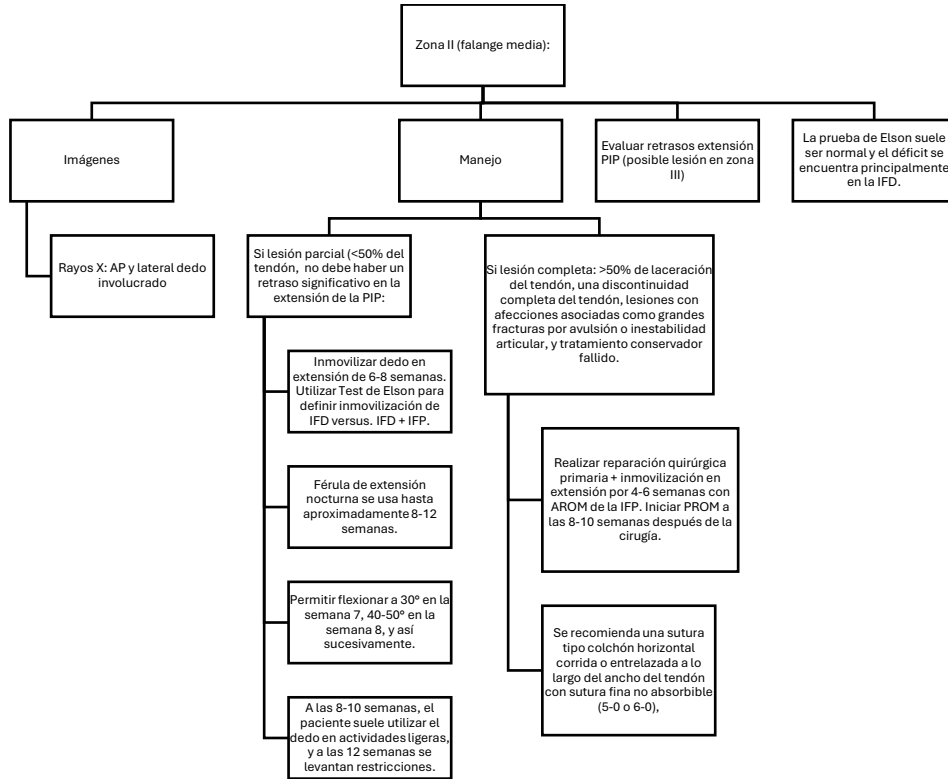 Zona II (falange media):
Imágenes
Manejo
Evaluar retrasos extensión
PIP (posible lesión en zona
III)
La prueba de Elson suele
ser normal y el déficit se
encuentra principalmente
en la IFD.
Rayos X: AP y lateral dedo
involucrado
Si lesión parcial (<50% del
tendón, no debe haber un
retraso significativo en la
extensión de la PIP:
Si lesión completa: >50% de laceración
del tendón, una discontinuidad
completa del tendón, lesiones con
afecciones asociadas como grandes
fracturas por avulsión o inestabilidad
articular, y tratamiento conservador
fallido.
Inmovilizar dedo en
extensión de 6-8 semanas.
Utilizar Test de Elson para
definir inmovilización de
IFD versus. IFD + IFP.
Férula de extensión
nocturna se usa hasta
aproximadamente 8-12
semanas.
Permitir flexionar a 30º en la
semana 7, 40-50º en la
semana 8, y así
sucesivamente.
A las 8-10 semanas, el
paciente suele utilizar el
dedo en actividades ligeras,
y a las 12 semanas se
levantan restricciones.
Realizar reparación quirúrgica
primaria + inmovilización en
extensión por 4-6 semanas con
AROM de la IFP. Iniciar PROM a
las 8-10 semanas después de la
cirugía.
Se recomienda una sutura
tipo colchón horizontal
corrida o entrelazada a lo
largo del ancho del tendón
con sutura fina no absorbible
(5-0 o 6-0),